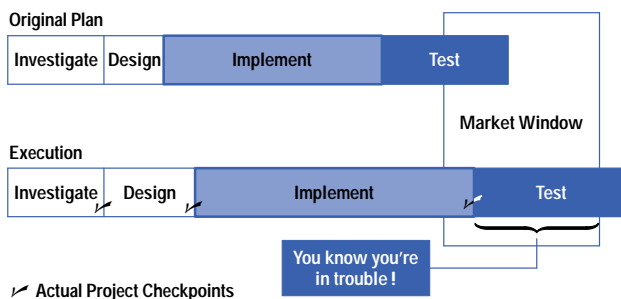 Original Plan
Investigate Design Implement Test
Market Window
Execution
Investigate Design Implement Test
You know you're
in trouble !
Actual Project Checkpoints